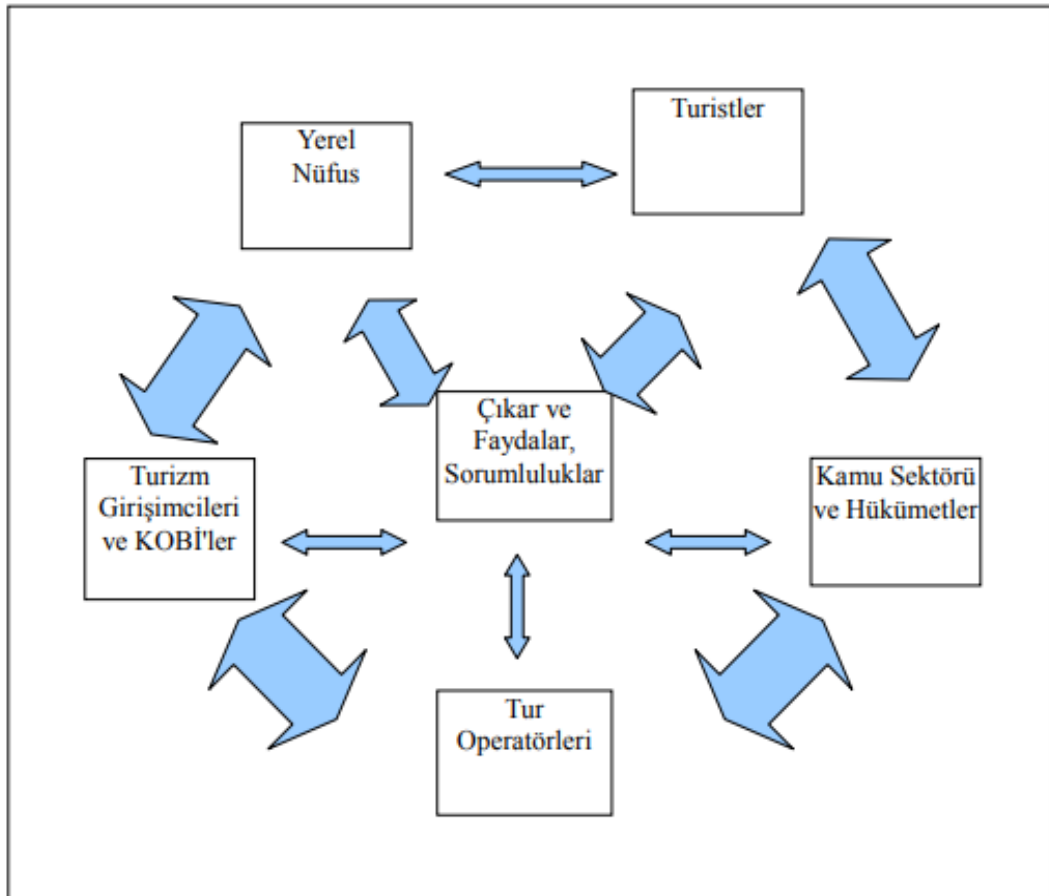 Yerel
Nüfus
Turistler
Çıkar ve
Faydalar,
Sorumluluklar
Turizm
Girişimcileri
ve KOBİ'ler
Kamu Sektörü
ve Hükümetler
Tur
Operatörleri